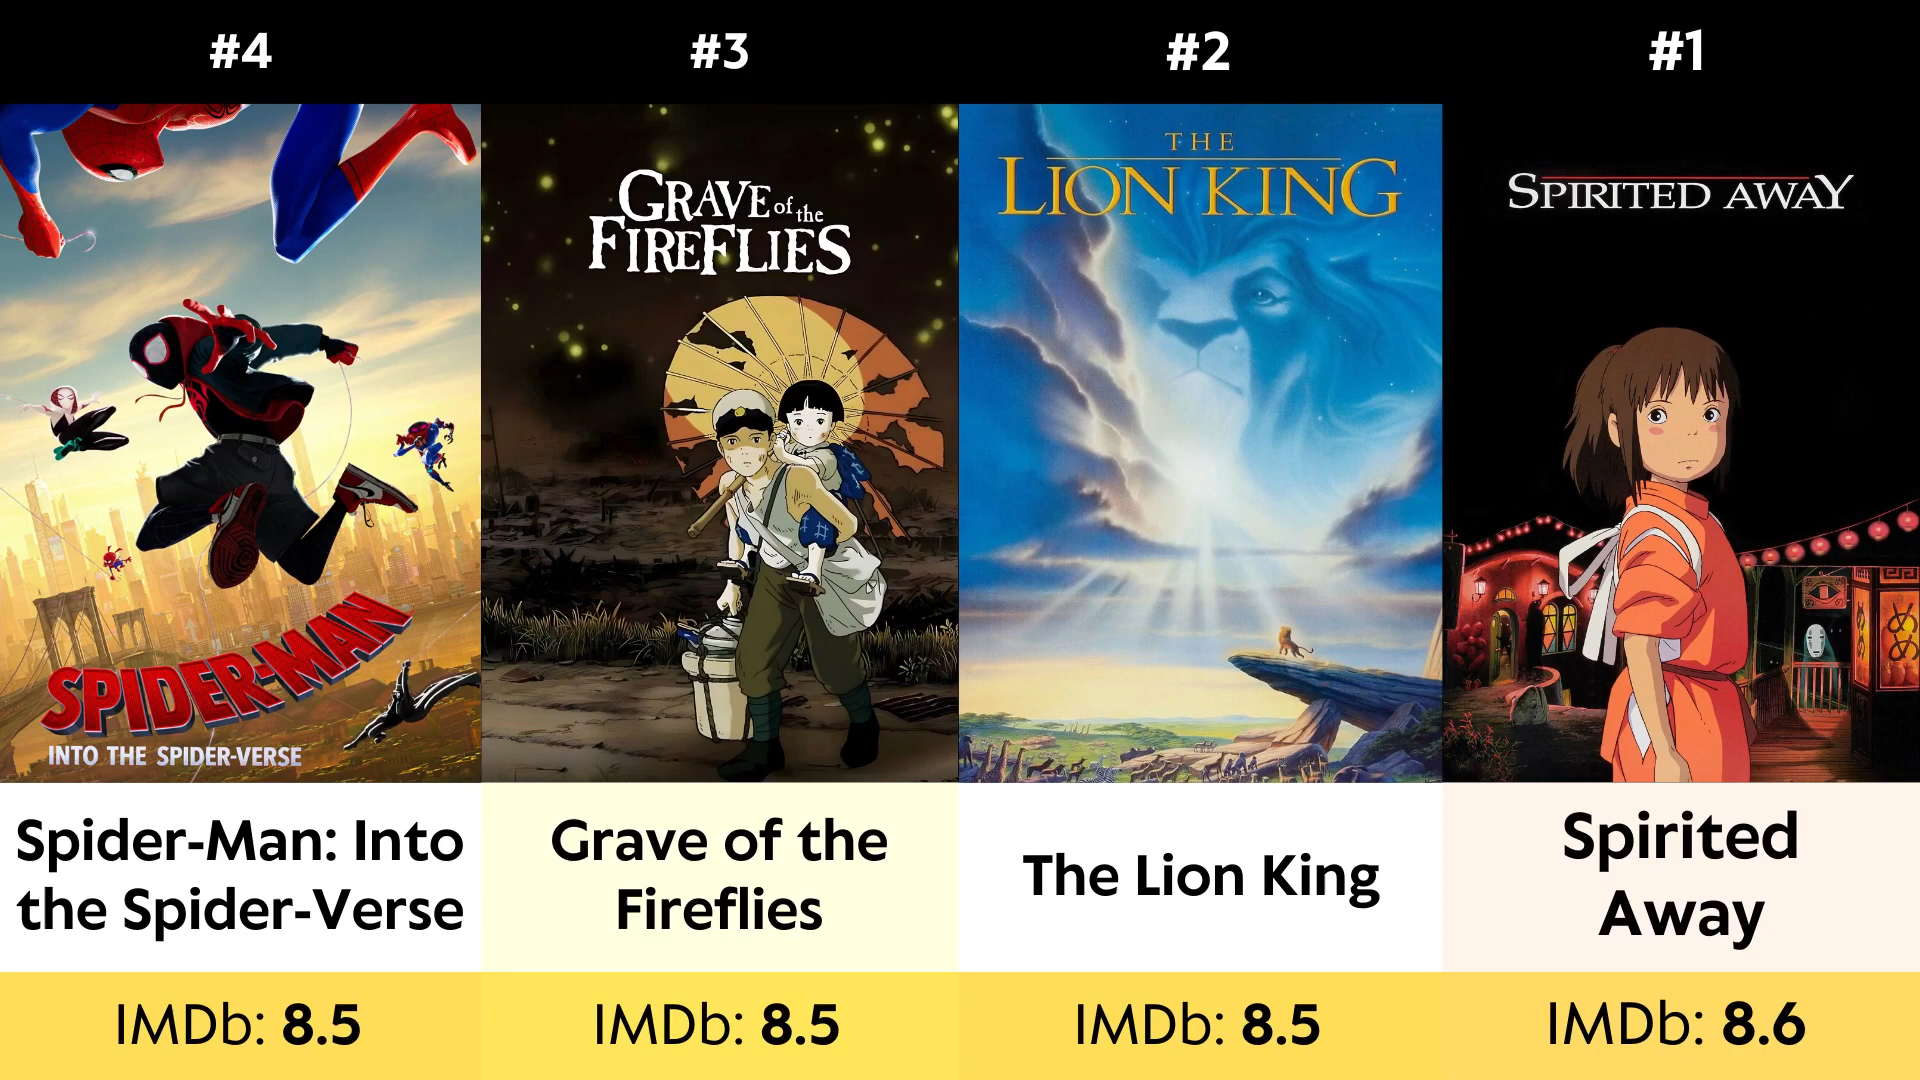 #4
#3
#2
#1
SPIDER-MAN
INTO THE SPIDER-VERSE
GRAVE of the
FIREFLIES
THE
LION KING
SPIRITED AWAY
Spider-Man: Into
the Spider-Verse
Grave of the
Fireflies
The Lion King
Spirited
Away
IMDb: 8.5
IMDb: 8.5
IMDb: 8.5
IMDb: 8.6